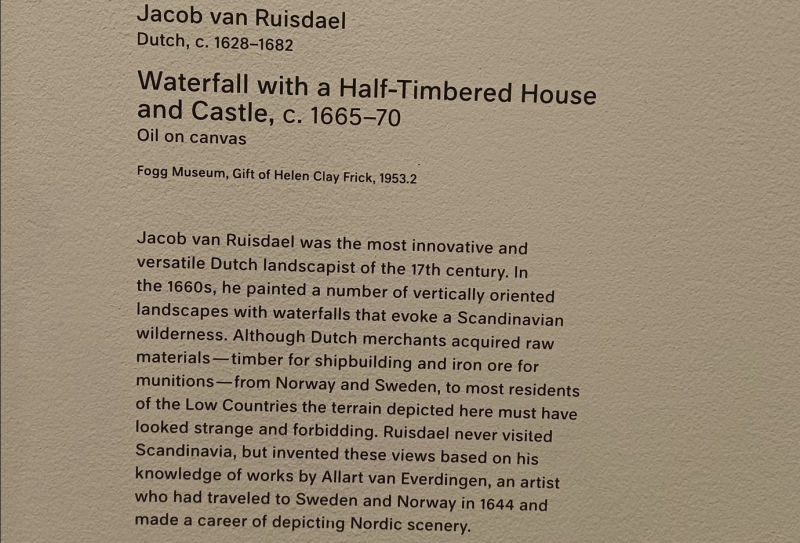 Jacob van Ruisdael
Dutch, c. 1628–1682
Waterfall with a Half-Timbered House
and Castle, c. 1665–70
Oil on canvas
Fogg Museum, Gift of Helen Clay Frick, 1953.2
Jacob van Ruisdael was the most innovative and
versatile Dutch landscapist of the 17th century. In
the 1660s, he painted a number of vertically oriented
landscapes with waterfalls that evoke a Scandinavian
wilderness. Although Dutch merchants acquired raw
materials—timber for shipbuilding and iron ore for
munitions—from Norway and Sweden, to most residents
of the Low Countries the terrain depicted here must have
looked strange and forbidding. Ruisdael never visited
Scandinavia, but invented these views based on his
knowledge of works by Allart van Everdingen, an artist
who had traveled to Sweden and Norway in 1644 and
made a career of depicting Nordic scenery.